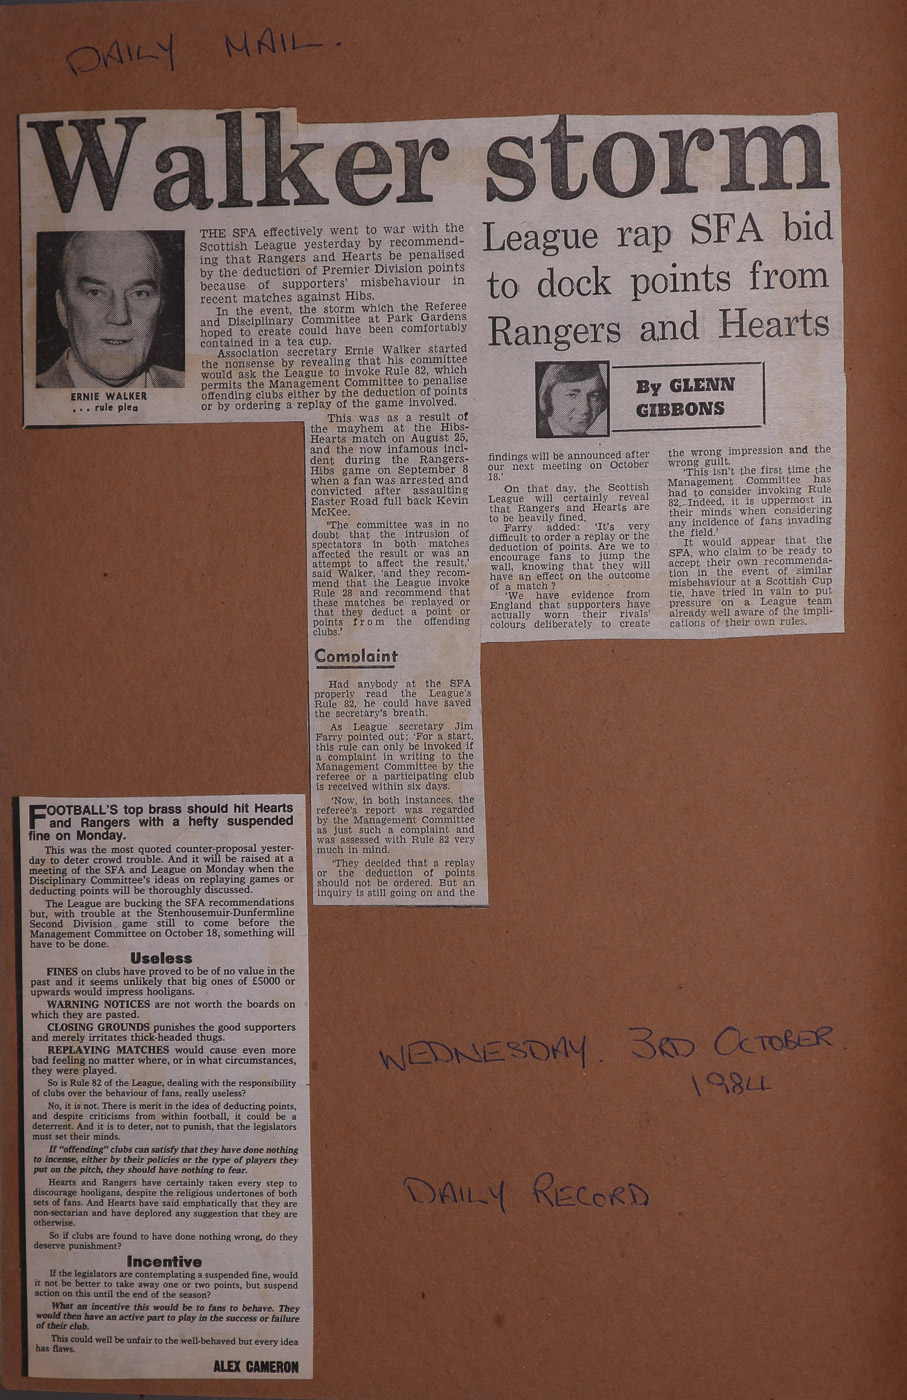 DAILY MAIL.
Walker storm
ERNIE WALKER
... rule plea
THE SFA effectively went to war with the
Scottish League yesterday by recommend-
ing that Rangers and Hearts be penalised
by the deduction of Premier Division points
because of supporters' misbehaviour in
recent matches against Hibs.
In the event, the storm which the Referee
and Disciplinary Committee at Park Gardens
hoped to create could have been comfortably
contained in a tea cup.
Association secretary Ernie Walker started
the nonsense by revealing that his committee
would ask the League to invoke Rule 82, which
permits the Management Committee to penalise
offending clubs either by the deduction of points
or by ordering a replay of the game involved.
This was as a result of
the mayhem at the Hibs-
Hearts match on August 25,
and the now infamous inci-
dent during the Rangers-
Hibs game on September 8
when a fan was arrested and
convicted after assaulting
Easter Road full back Kevin
McKee.
'The committee was in no
doubt that the intrusion of
spectators in both matches
affected the result or was an
attempt to affect the result,'
said Walker, 'and they recom-
mend that the League invoke
Rule 28 and recommend that
these matches be replayed or
that they deduct a point or
points from the offending
clubs.'
Complaint
Had anybody at the SFA
properly read the League's
Rule 82, he could have saved
the secretary's breath.
As League secretary Jim
Farry pointed out: 'For a start,
this rule can only be invoked if
a complaint in writing to the
Management Committee by the
referee or a participating club
is received within six days.
'Now, in both instances, the
referee's report was regarded
by the Management Committee
as just such a complaint and
was assessed with Rule 82 very
much in mind.
'They decided that a replay
or the deduction of points
should not be ordered. But an
inquiry is still going on and the
League rap SFA bid
to dock points from
Rangers and Hearts
By GLENN
GIBBONS
findings will be announced after
our next meeting on October
18.'
On that day, the Scottish
League will certainly reveal
that Rangers and Hearts are
to be heavily fined.
Farry added: 'It's very
difficult to order a replay or the
deduction of points. Are we to
encourage fans to jump the
wall, knowing that they will
have an effect on the outcome
of a match?
'We have evidence from
England that supporters have
actually worn their rivals'
colours deliberately to create
the wrong impression and the
wrong guilt.
'This isn't the first time the
Management Committee has
had to consider invoking Rule
82. Indeed, it is uppermost in
their minds when considering
any incidence of fans invading
the field.'
It would appear that the
SFA, who claim to be ready to
accept their own recommenda-
tion in the event of similar
misbehaviour at a Scottish Cup
tie, have tried in vain to put
pressure on a League team
already well aware of the impli-
cations of their own rules.
FOOTBALL'S top brass should hit Hearts
and Rangers with a hefty suspended
fine on Monday.
This was the most quoted counter-proposal yester-
day to deter crowd trouble. And it will be raised at a
meeting of the SFA and League on Monday when the
Disciplinary Committee's ideas on replaying games or
deducting points will be thoroughly discussed.
The League are bucking the SFA recommendations
but, with trouble at the Stenhousemuir-Dunfermline
Second Division game still to come before the
Management Committee on October 18, something will
have to be done.
Useless
FINES on clubs have proved to be of no value in the
past and it seems unlikely that big ones of £5000 or
upwards would impress hooligans.
WARNING NOTICES are not worth the boards on
which they are pasted.
CLOSING GROUNDS punishes the good supporters
and merely irritates thick-headed thugs.
REPLAYING MATCHES would cause even more
bad feeling no matter where, or in what circumstances,
they were played.
So is Rule 82 of the League, dealing with the responsibility
of clubs over the behaviour of fans, really useless?
No, it is not. There is merit in the idea of deducting points,
and despite criticisms from within football, it could be a
deterrent. And it is to deter, not to punish, that the legislators
must set their minds.
If "offending" clubs can satisfy that they have done nothing
to incense, either by their policies or the type of players they
put on the pitch, they should have nothing to fear.
Hearts and Rangers have certainly taken every step to
discourage hooligans, despite the religious undertones of both
sets of fans. And Hearts have said emphatically that they are
non-sectarian and have deplored any suggestion that they are
otherwise.
So if clubs are found to have done nothing wrong, do they
deserve punishment?
Incentive
If the legislators are contemplating a suspended fine, would
it not be better to take away one or two points, but suspend
action on this until the end of the season?
What an incentive this would be to fans to behave. They
would then have an active part to play in the success or failure
of their club.
This could well be unfair to the well-behaved but every idea
has flaws.
ALEX CAMERON
WEDNESDAY. 3RD OCTOBER.
1984
DAILY RECORD